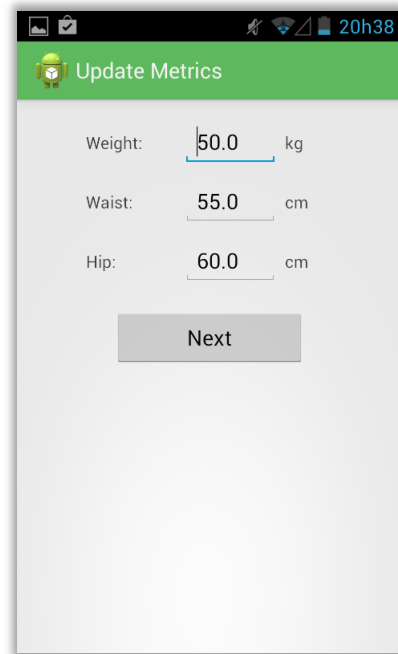 20h38
Update Metrics
Weight: 50.0 kg
Waist: 55.0 cm
Hip: 60.0 cm
Next